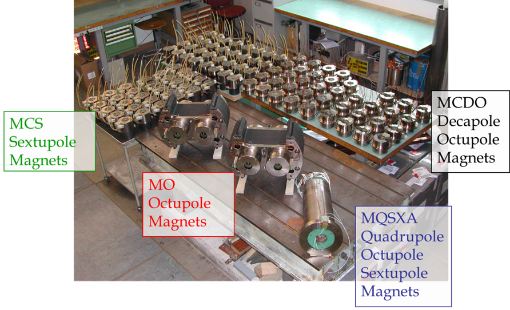 MCS
Sextupole
Magnets
MO
Octupole
Magnets
MCDO
Decapole
Octupole
Magnets
MQSXA
Quadrupole
Octupole
Sextupole
Magnets